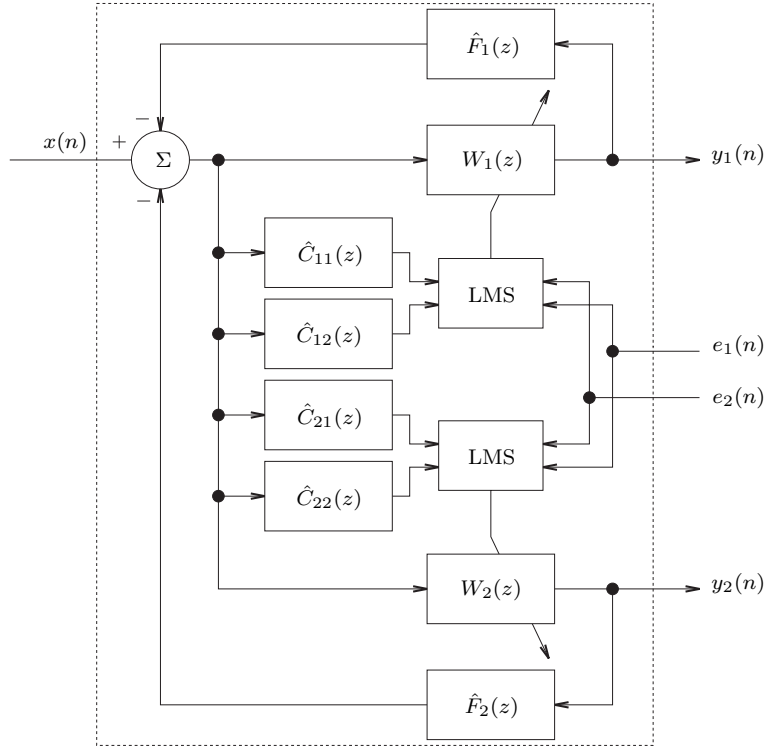 F̂₁(z)
−
x(n)
+
Σ
W₁(z)
y₁(n)
−
Ĉ₁₁(z)
LMS
Ĉ₁₂(z)
e₁(n)
Ĉ₂₁(z)
e₂(n)
LMS
Ĉ₂₂(z)
W₂(z)
y₂(n)
F̂₂(z)